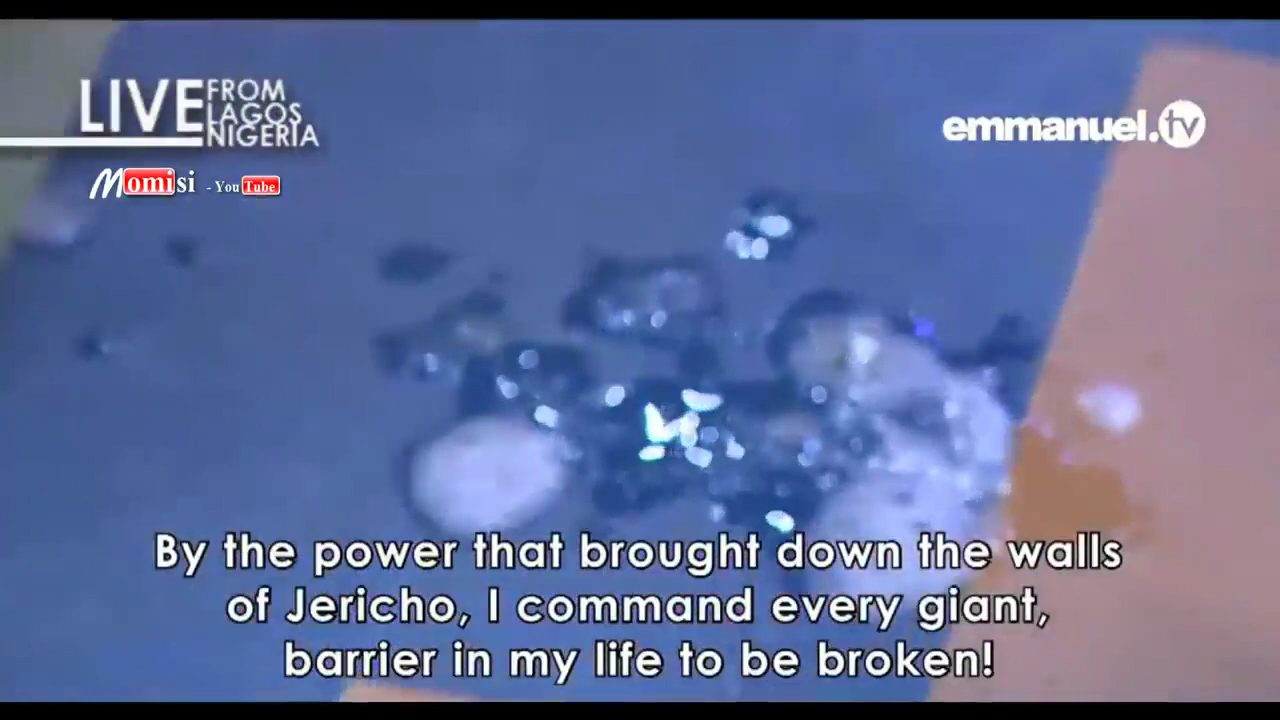 LIVE FROM
LAGOS
NIGERIA
emmanuel.tv
Momisi - YouTube
By the power that brought down the walls
of Jericho, I command every giant,
barrier in my life to be broken!